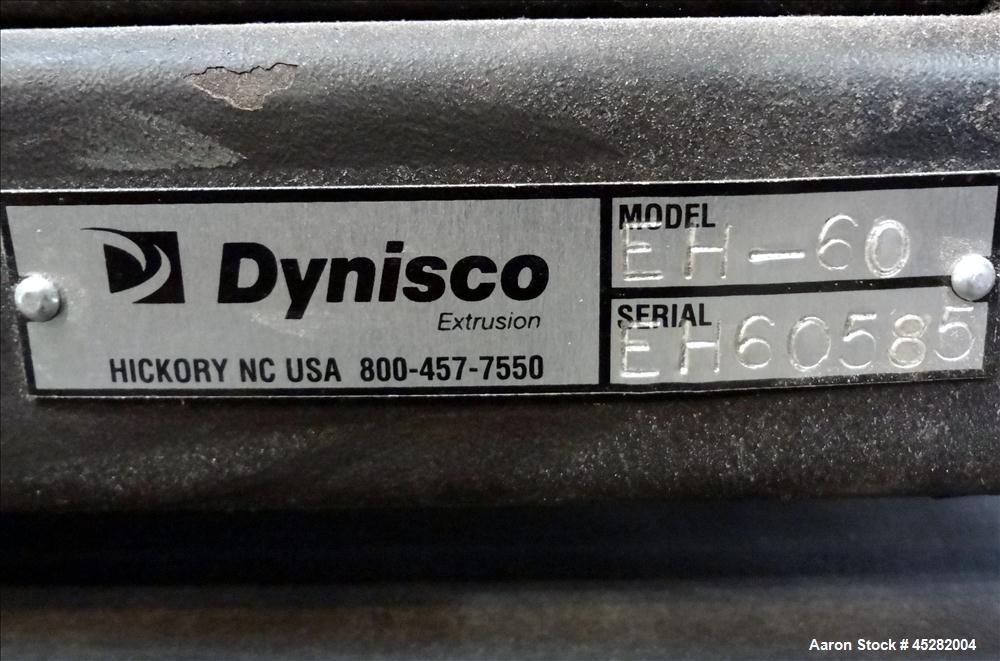 Dynisco
Extrusion
HICKORY NC USA 800-457-7550
MODEL
EH-60
SERIAL
EH60585
Aaron Stock # 45282004